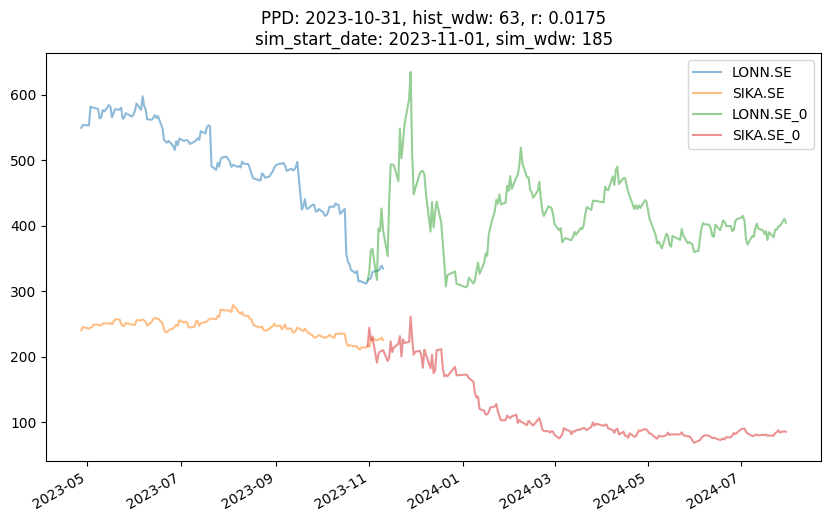 PPD: 2023-10-31, hist_wdw: 63, r: 0.0175
sim_start_date: 2023-11-01, sim_wdw: 185
LONN.SE
SIKA.SE
LONN.SE_0
SIKA.SE_0
600
500
400
300
200
100
2023-05
2023-07
2023-09
2023-11
2024-01
2024-03
2024-05
2024-07